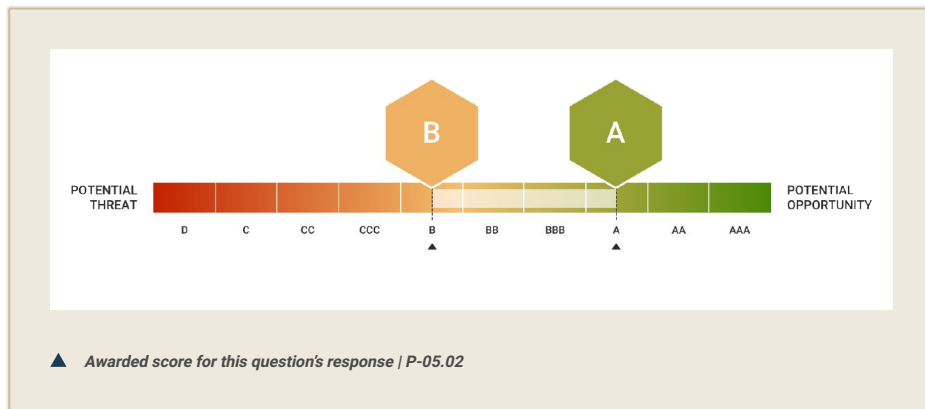 B A
POTENTIAL THREAT
POTENTIAL OPPORTUNITY
D C CC CCC B BB BBB A AA AAA
Awarded score for this question's response | P-05.02